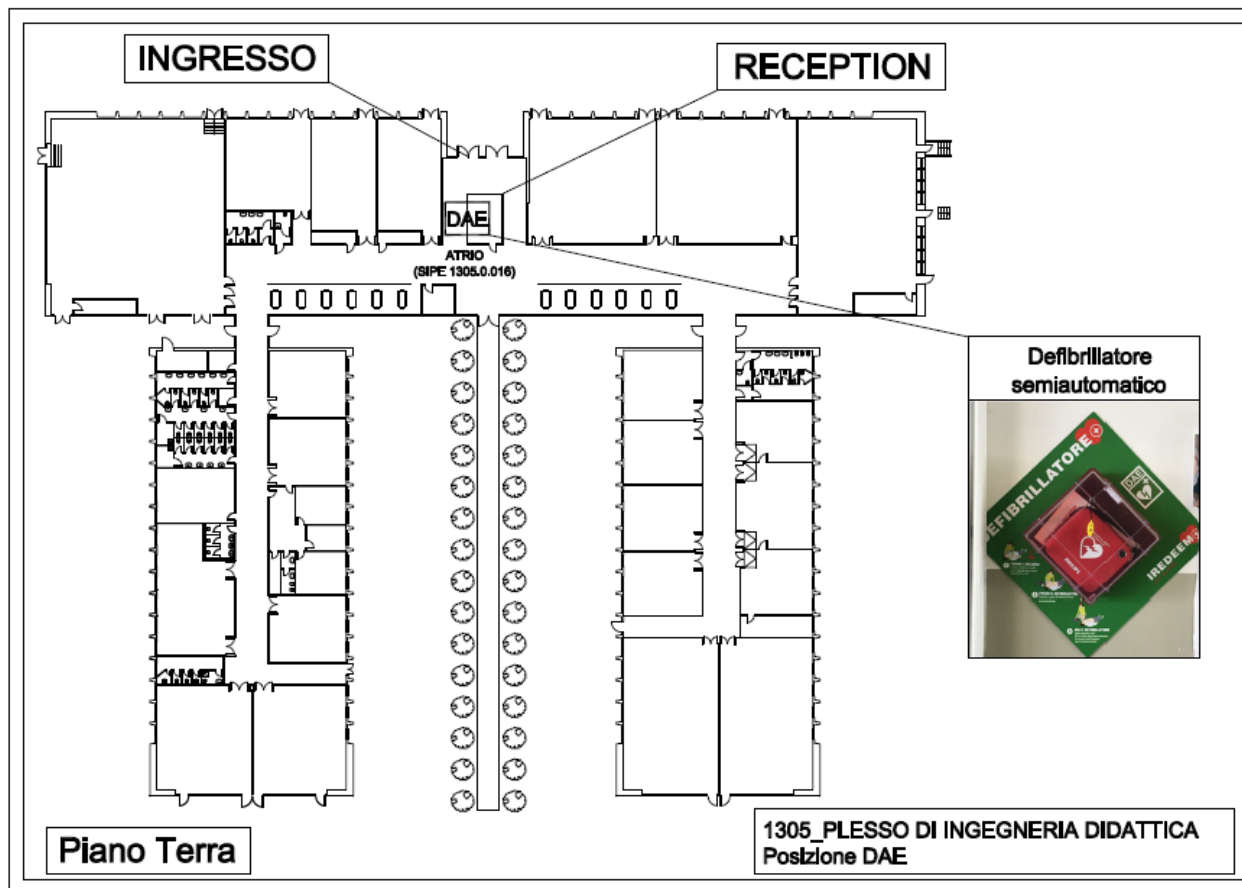 INGRESSO
RECEPTION
DAE
ATRIO
(SIPE 1305.0.016)
Defibrillatore
semiautomatico
DEFIBRILLATORE
DAE
IREDEEM
PHILIPS
Piano Terra
1305_PLESSO DI INGEGNERIA DIDATTICA
Posizione DAE